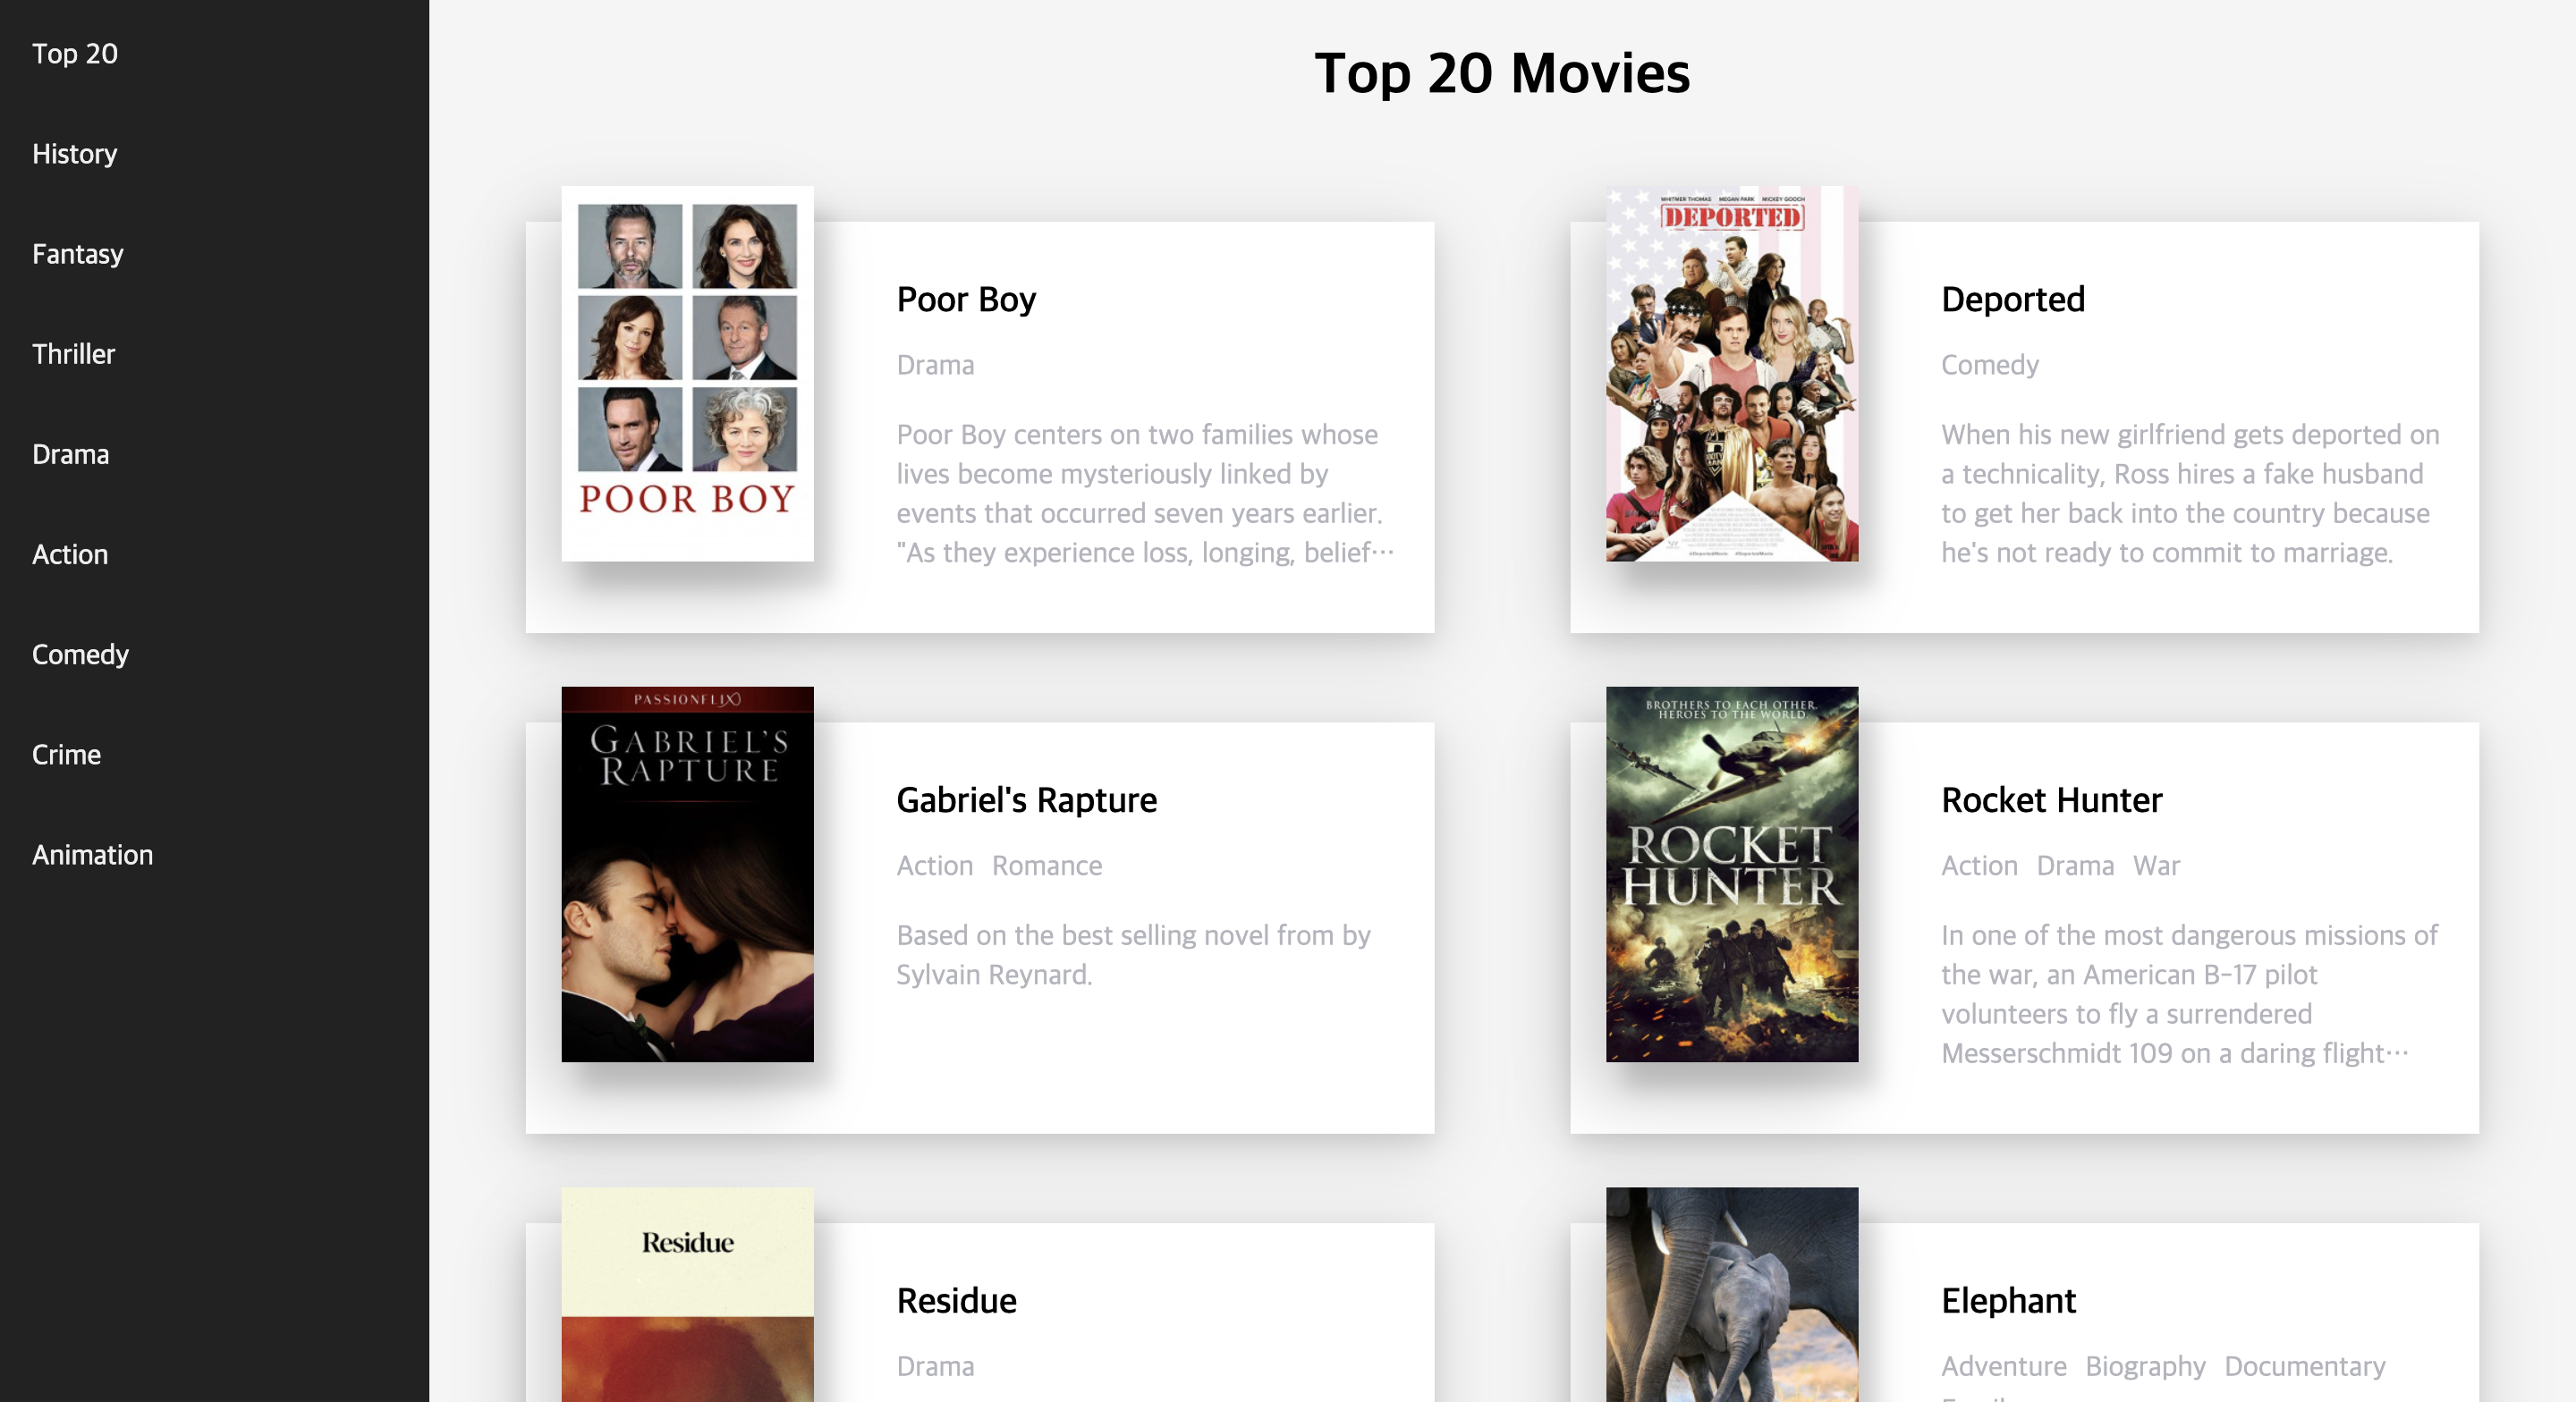 Top 20
History
Fantasy
Thriller
Drama
Action
Comedy
Crime
Animation
Top 20 Movies
POOR BOY
Poor Boy
Drama
Poor Boy centers on two families whose
lives become mysteriously linked by
events that occurred seven years earlier.
"As they experience loss, longing, belief…
WHITMER THOMAS MEGAN PARK MICKEY GOOCH
DEPORTED
Deported
Comedy
When his new girlfriend gets deported on
a technicality, Ross hires a fake husband
to get her back into the country because
he's not ready to commit to marriage.
PASSIONFLIX
GABRIEL'S
RAPTURE
Gabriel's Rapture
Action Romance
Based on the best selling novel from by
Sylvain Reynard.
BROTHERS TO EACH OTHER.
HEROES TO THE WORLD.
ROCKET
HUNTER
Rocket Hunter
Action Drama War
In one of the most dangerous missions of
the war, an American B-17 pilot
volunteers to fly a surrendered
Messerschmidt 109 on a daring flight…
Residue
Residue
Drama
Elephant
Adventure Biography Documentary